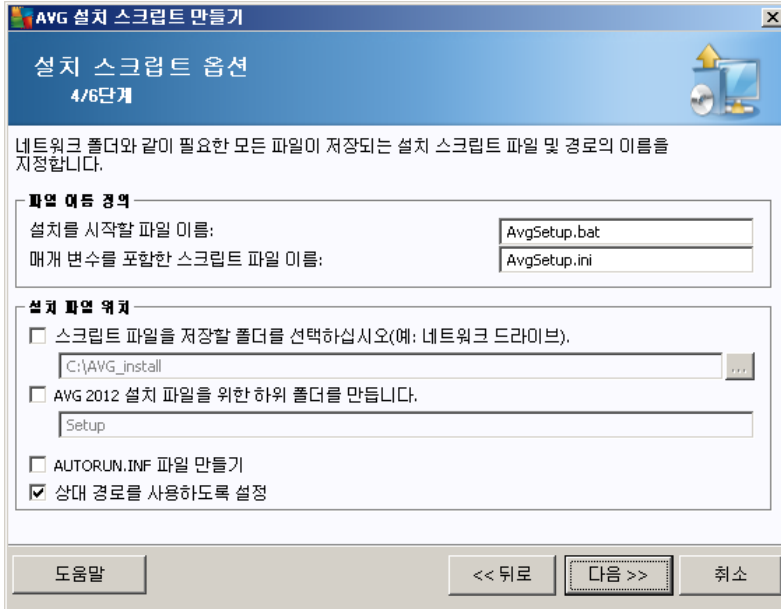 AVG 설치 스크립트 만들기
설치 스크립트 옵션
4/6단계
네트워크 폴더와 같이 필요한 모든 파일이 저장되는 설치 스크립트 파일 및 경로의 이름을
지정합니다.
파일 이름 정의
설치를 시작할 파일 이름: AvgSetup.bat
매개 변수를 포함한 스크립트 파일 이름: AvgSetup.ini
설치 파일 위치
스크립트 파일을 저장할 폴더를 선택하십시오(예: 네트워크 드라이브).
C:\AVG_install ...
AVG 2012 설치 파일을 위한 하위 폴더를 만듭니다.
Setup
AUTORUN.INF 파일 만들기
상대 경로를 사용하도록 설정
도움말 << 뒤로 다음 >> 취소